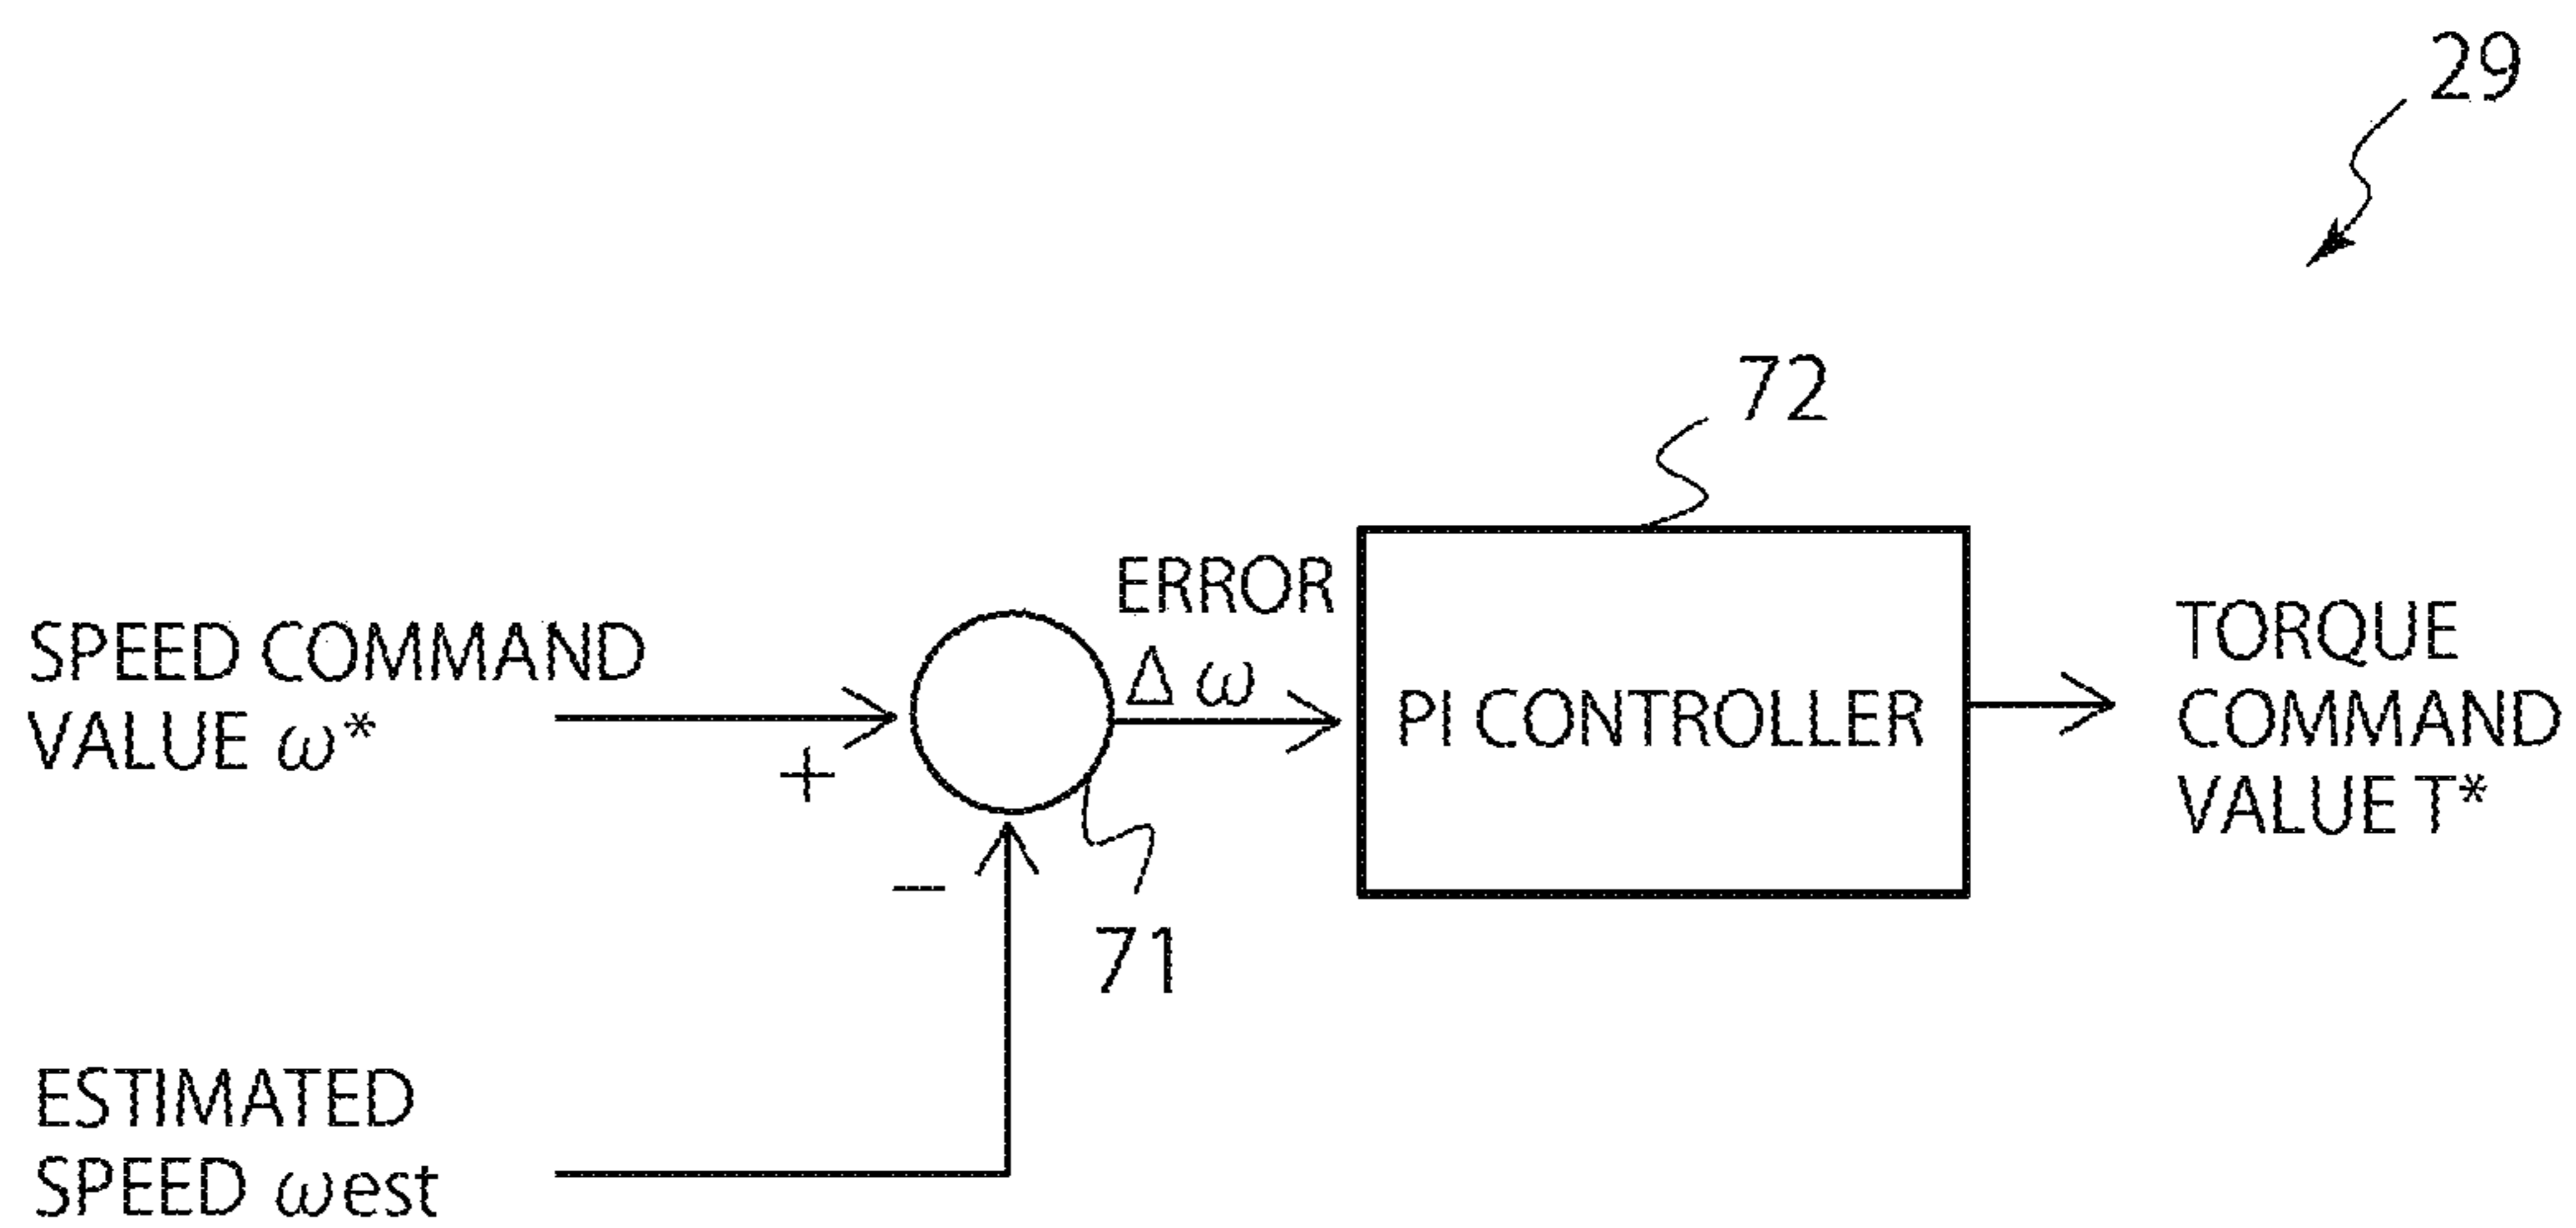 29
72
ERROR
Δω
SPEED COMMAND
VALUE ω*
+
PI CONTROLLER
TORQUE
COMMAND
VALUE T*
−
71
ESTIMATED
SPEED ωest